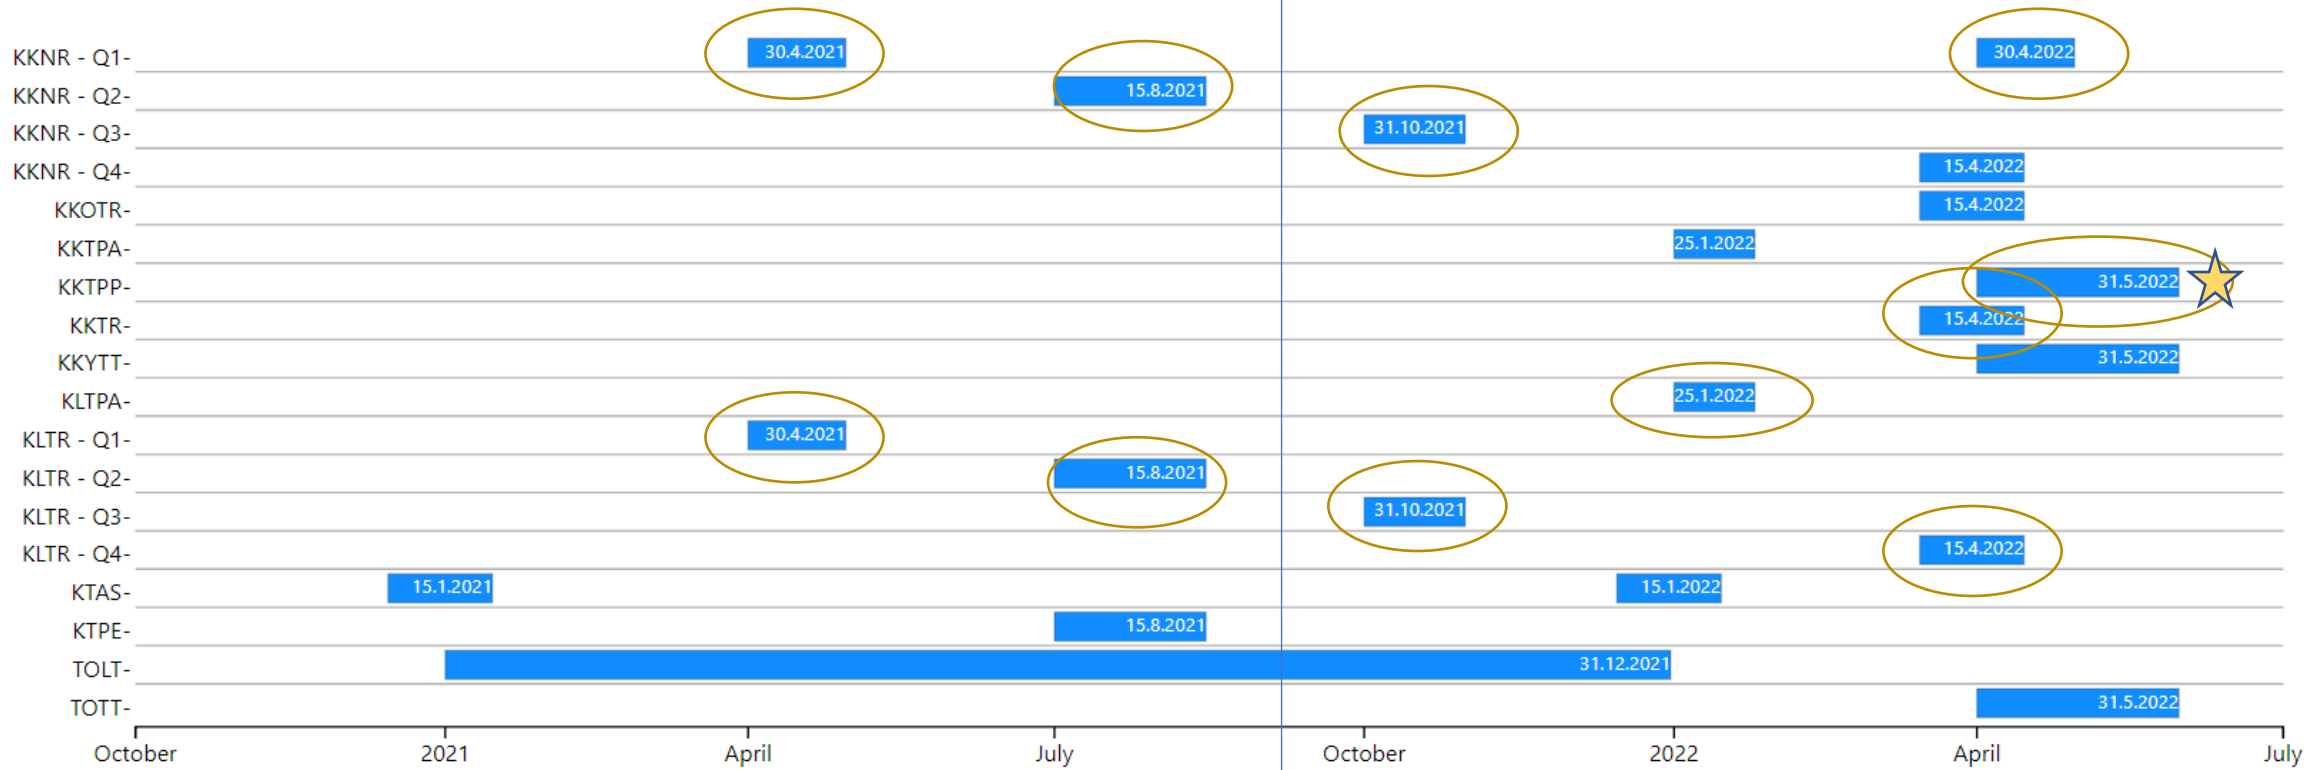 KKNR - Q1- 30.4.2021 30.4.2022
KKNR - Q2- 15.8.2021
KKNR - Q3- 31.10.2021
KKNR - Q4- 15.4.2022
KKOTR- 15.4.2022
KKTPA- 25.1.2022
KKTPP- 31.5.2022
KKTR- 15.4.2022
KKYTT- 31.5.2022
KLTPA- 25.1.2022
KLTR - Q1- 30.4.2021
KLTR - Q2- 15.8.2021
KLTR - Q3- 31.10.2021
KLTR - Q4- 15.4.2022
KTAS- 15.1.2021 15.1.2022
KTPE- 15.8.2021
TOLT- 31.12.2021
TOTT- 31.5.2022
October 2021 April July October 2022 April July